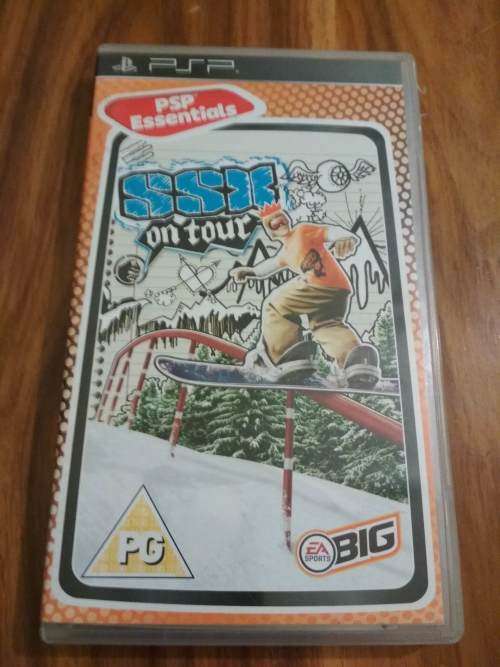 PSP
PSP
Essentials
SSX
on tour
PG
EA
SPORTS
BIG